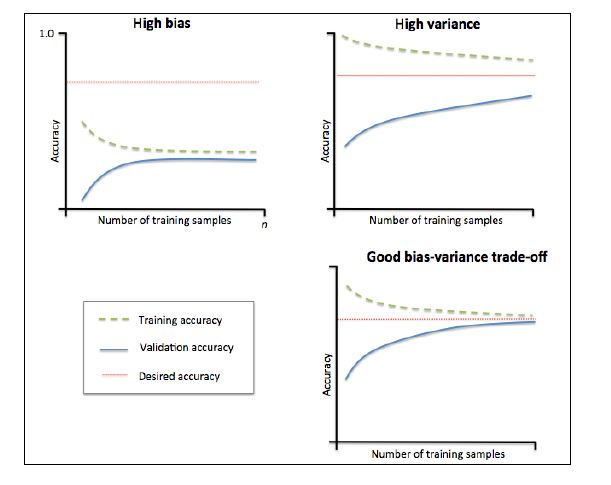 High bias
1.0
Accuracy
Number of training samples
n
High variance
Accuracy
Number of training samples
Training accuracy
Validation accuracy
Desired accuracy
Good bias-variance trade-off
Accuracy
Number of training samples